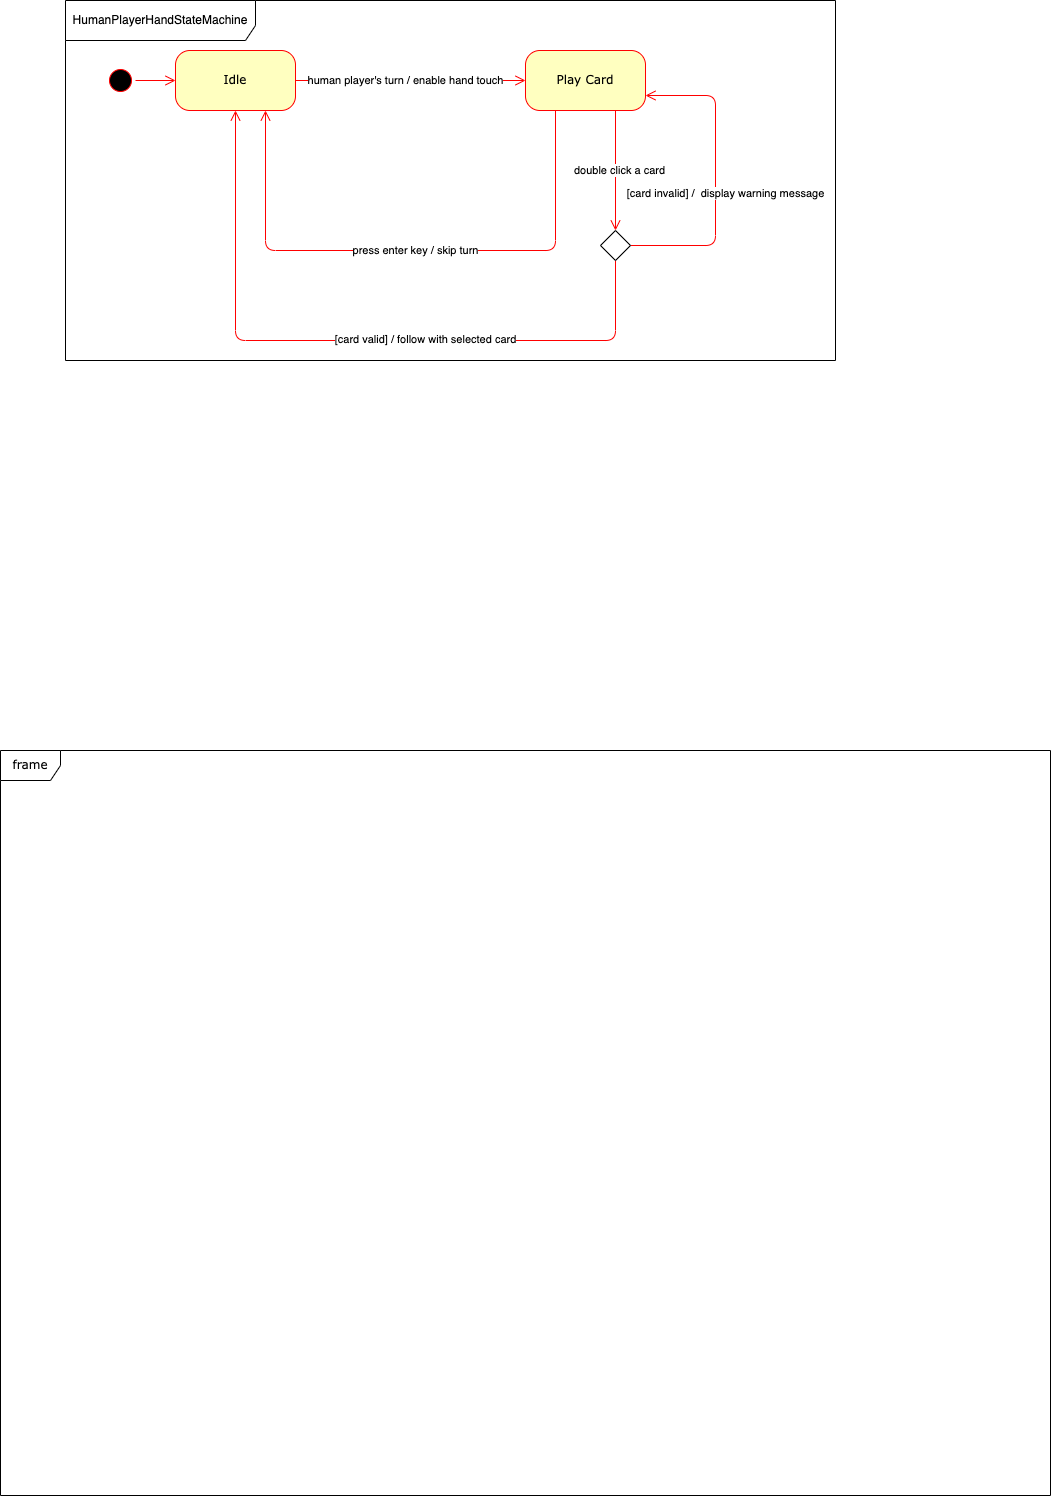 HumanPlayerHandStateMachine
Idle
human player's turn / enable hand touch
Play Card
double click a card
[card invalid] /  display warning message
press enter key / skip turn
[card valid] / follow with selected card
frame